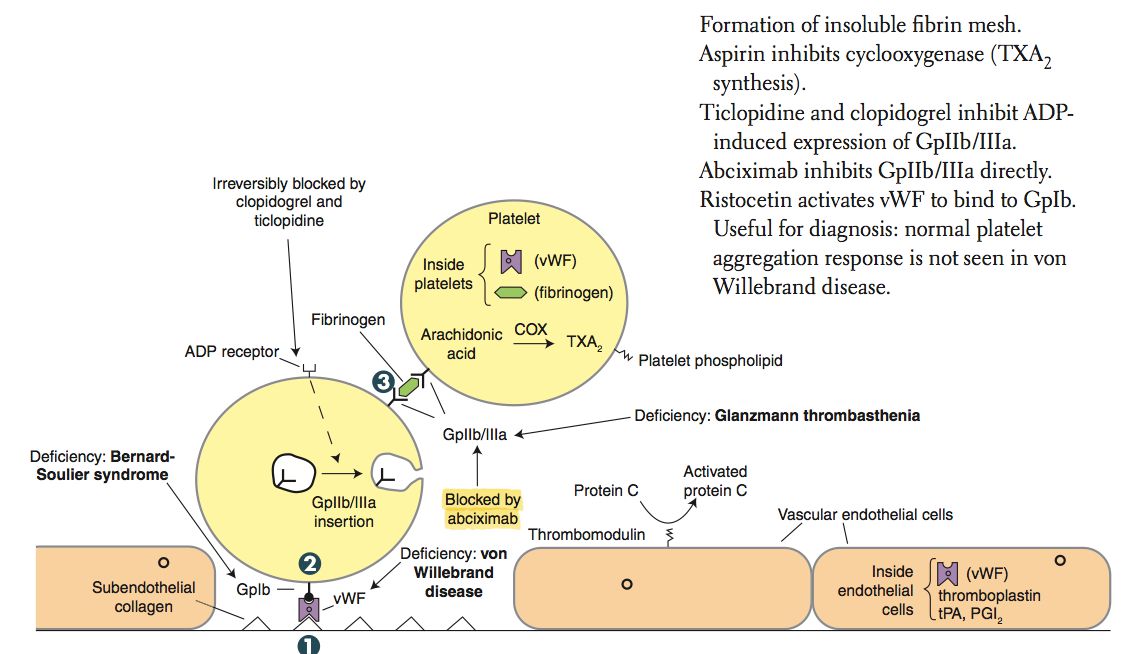 Formation of insoluble fibrin mesh.
Aspirin inhibits cyclooxygenase (TXA2
synthesis).
Ticlopidine and clopidogrel inhibit ADP-
induced expression of GpIIb/IIIa.
Abciximab inhibits GpIIb/IIIa directly.
Ristocetin activates vWF to bind to GpIb.
Useful for diagnosis: normal platelet
aggregation response is not seen in von
Willebrand disease.
Irreversibly blocked by
clopidogrel and
ticlopidine
Platelet
Inside
platelets
(vWF)
(fibrinogen)
Fibrinogen
Arachidonic
acid
COX
TXA2
ADP receptor
Platelet phospholipid
3
Deficiency: Glanzmann thrombasthenia
GpIIb/IIIa
Deficiency: Bernard-
Soulier syndrome
GpIIb/IIIa
insertion
Blocked by
abciximab
Protein C
Activated
protein C
Thrombomodulin
Vascular endothelial cells
Deficiency: von
Willebrand
disease
2
GpIb
vWF
Subendothelial
collagen
Inside
endothelial
cells
(vWF)
thromboplastin
tPA, PGI2
1